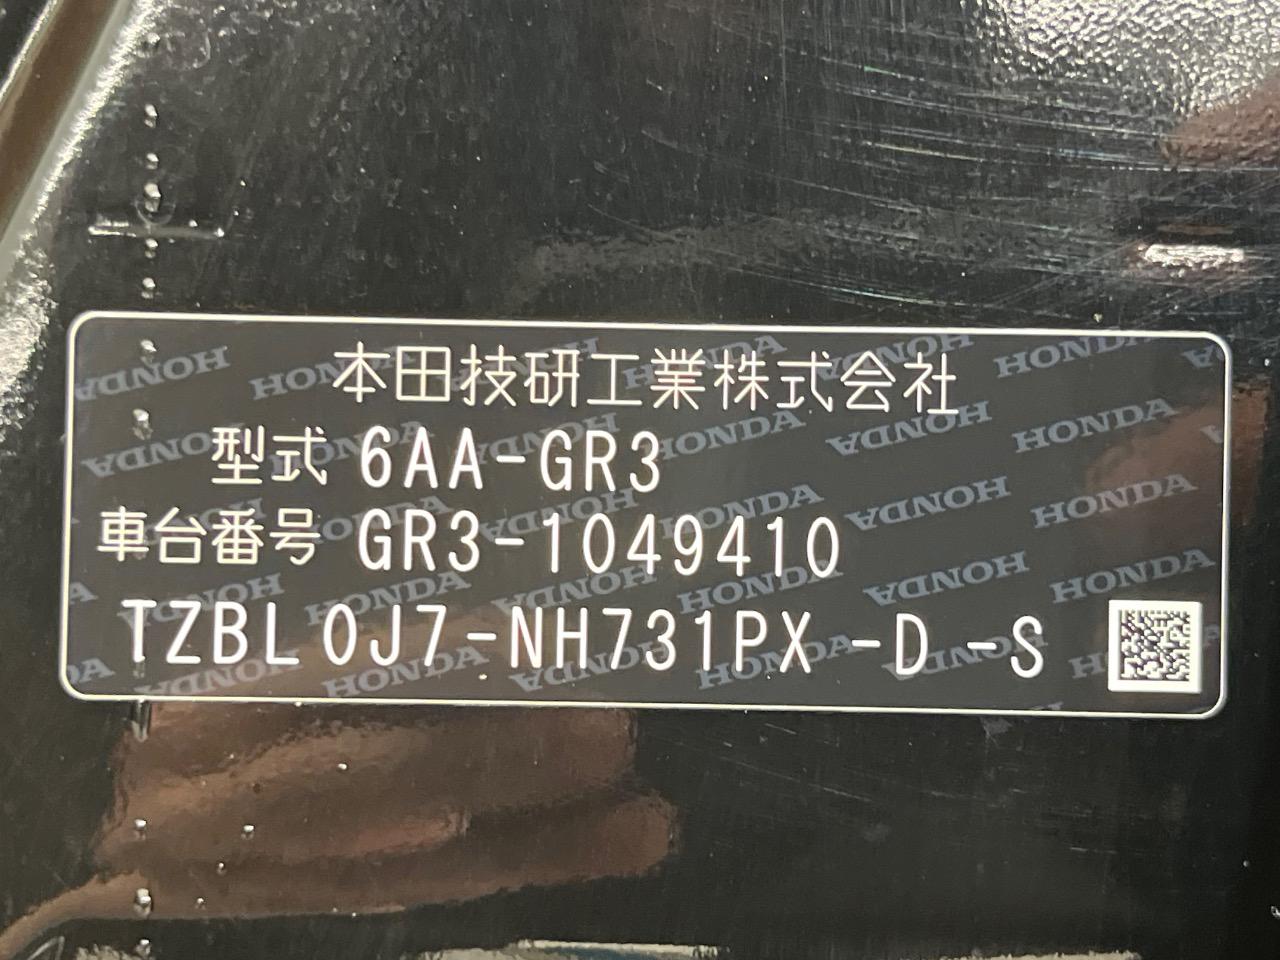 本田技研工業株式会社
型式 6AA-GR3
車台番号 GR3-1049410
TZBL0J7-NH731PX-D-S